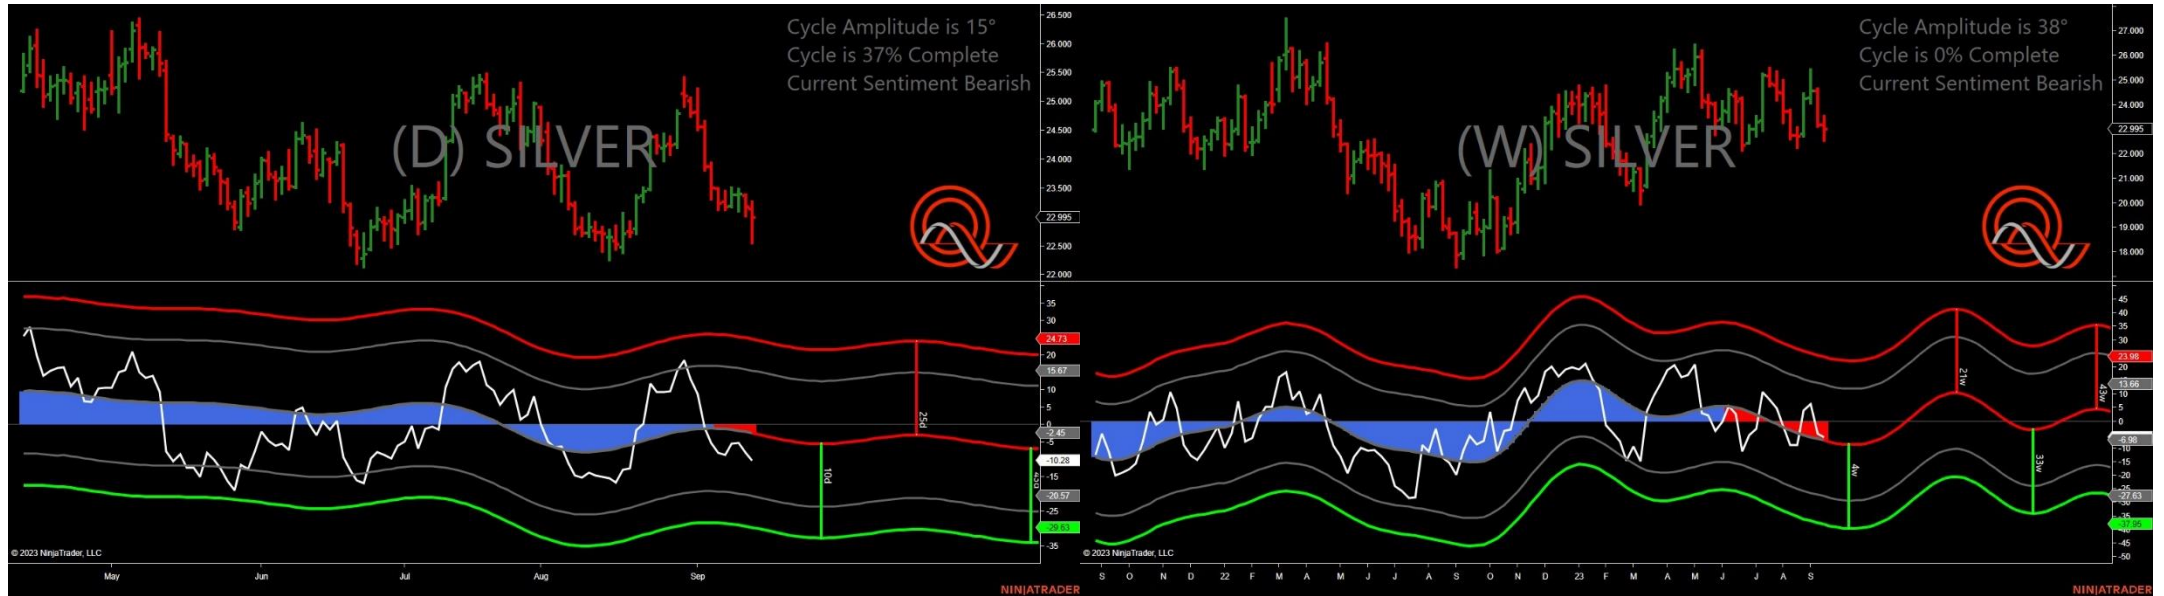 Cycle Amplitude is 15°
Cycle is 37% Complete
Current Sentiment Bearish
(D) SILVER
26.500
26.000
25.500
25.000
24.500
24.000
23.500
22.995
22.500
22.000
35
30
24.73
20
15.67
10
5
0
-2.45
-5
-10.28
-15
-20.57
-25
-29.63
-35
25d
10d
© 2023 NinjaTrader, LLC
May
Jun
Jul
Aug
Sep
NINJATRADER
Cycle Amplitude is 38°
Cycle is 0% Complete
Current Sentiment Bearish
(W) SILVER
27.000
26.000
25.000
24.000
22.995
22.000
21.000
20.000
19.000
18.000
45
40
35
30
23.98
20
13.66
10
5
0
-6.98
-10
-15
-20
-27.63
-37.95
-45
-50
21w
43w
4w
33w
© 2023 NinjaTrader, LLC
S O N D 22 F M A M J J A S O N D 23 F M A M J J A S
NINJATRADER